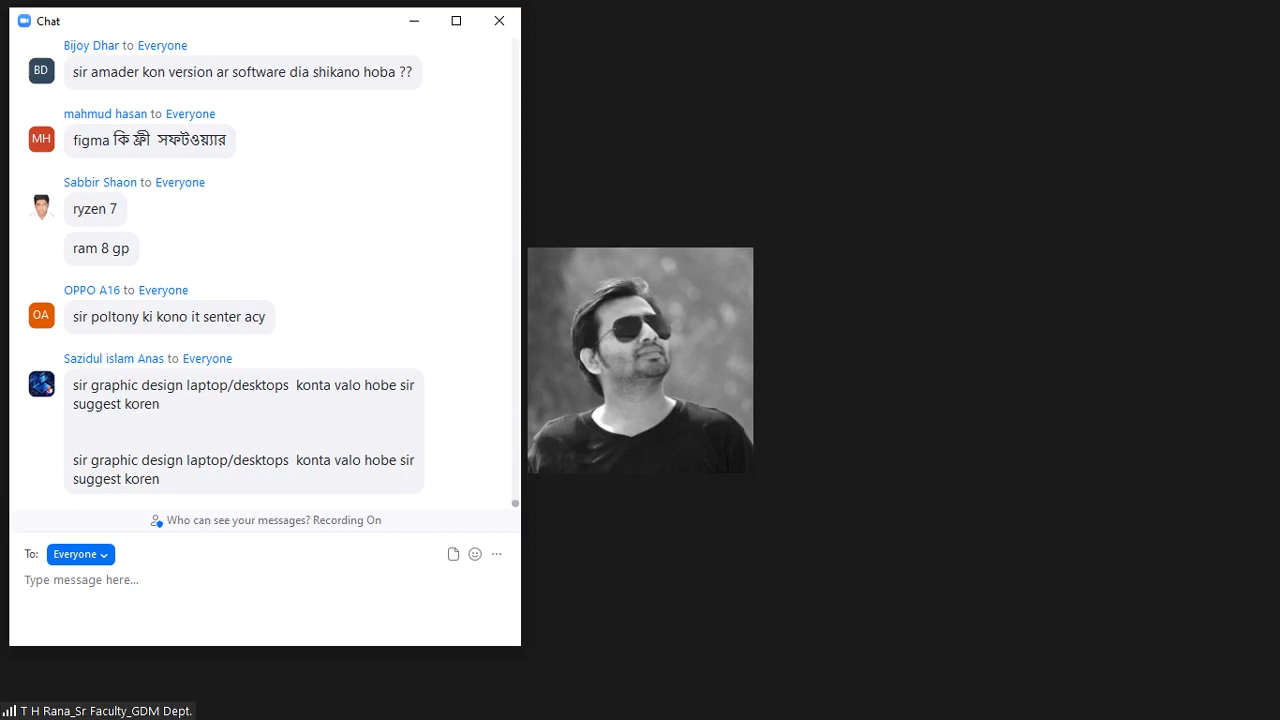 Chat
Bijoy Dhar to Everyone
BD
sir amader kon version ar software dia shikano hoba ??
mahmud hasan to Everyone
MH
figma কি ফ্রী সফটওয়্যার
Sabbir Shaon to Everyone
ryzen 7
ram 8 gp
OPPO A16 to Everyone
OA
sir poltony ki kono it senter acy
Sazidul islam Anas to Everyone
sir graphic design laptop/desktops konta valo hobe sir
suggest koren
sir graphic design laptop/desktops konta valo hobe sir
suggest koren
Who can see your messages? Recording On
To: Everyone
Type message here...
T H Rana_Sr Faculty_GDM Dept.